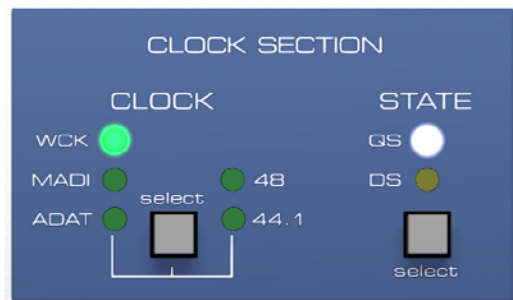 CLOCK SECTION
CLOCK
STATE
WCK
QS
MADI
48
DS
select
ADAT
44.1
select